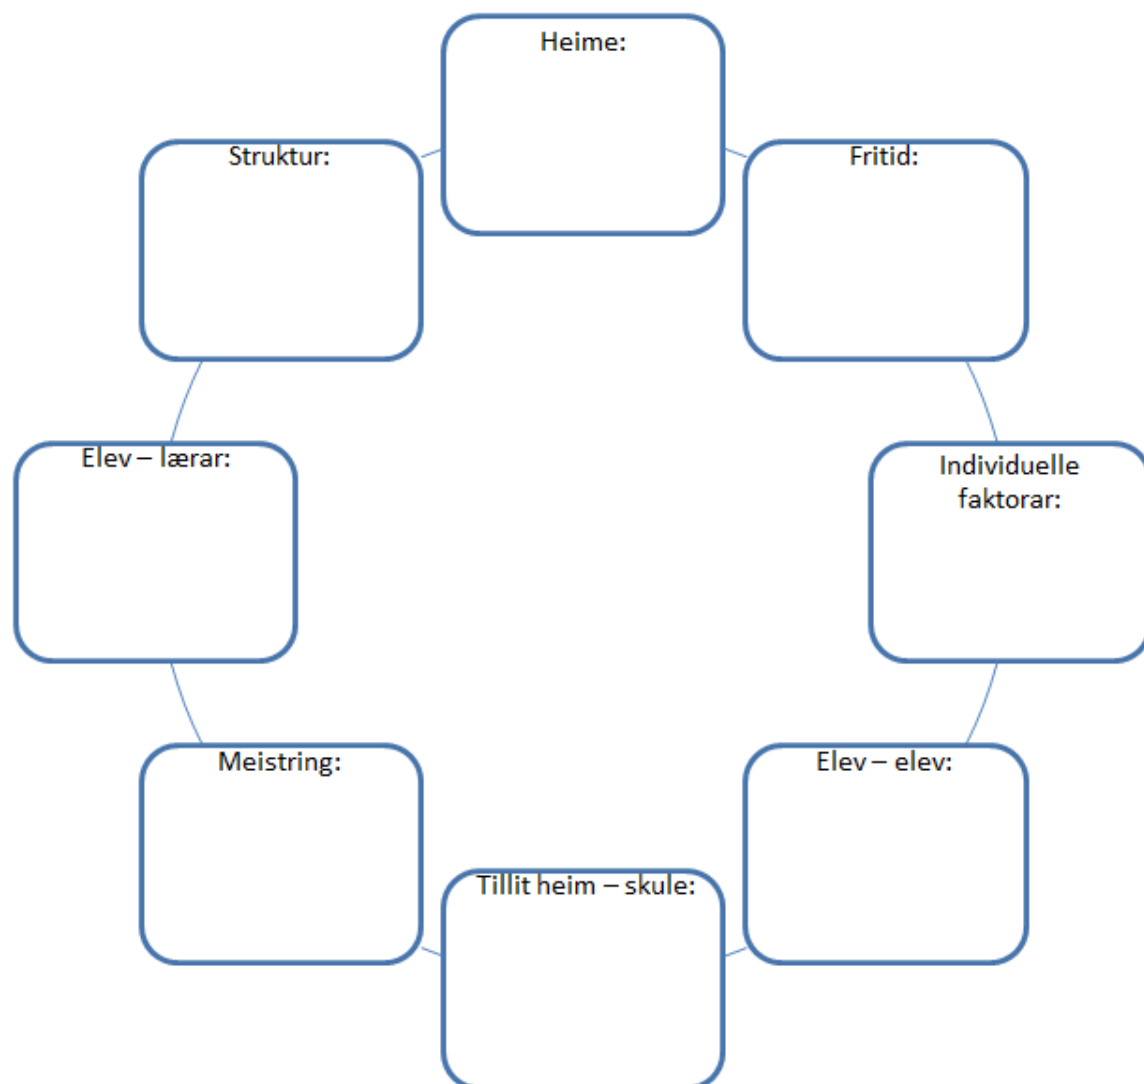 Heime:
Fritid:
Individuelle
faktorar:
Elev – elev:
Tillit heim – skule:
Meistring:
Elev – lærar:
Struktur: